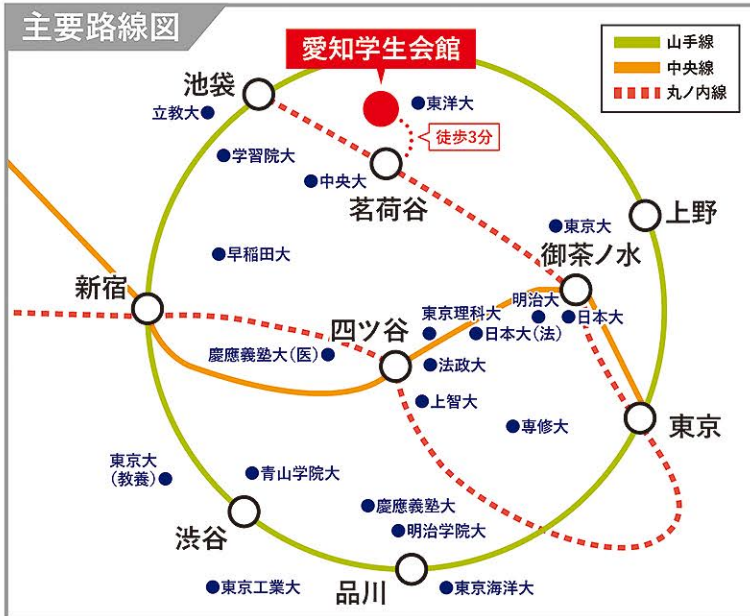 主要路線図
愛知学生会館
山手線
中央線
丸ノ内線
池袋
立教大
東洋大
徒歩3分
学習院大
中央大
茗荷谷
上野
東京大
早稲田大
御茶ノ水
新宿
明治大
東京理科大
日本大(法)
日本大
四ツ谷
慶應義塾大(医)
法政大
上智大
専修大
東京
東京大
(教養)
青山学院大
慶應義塾大
明治学院大
渋谷
品川
東京工業大
東京海洋大